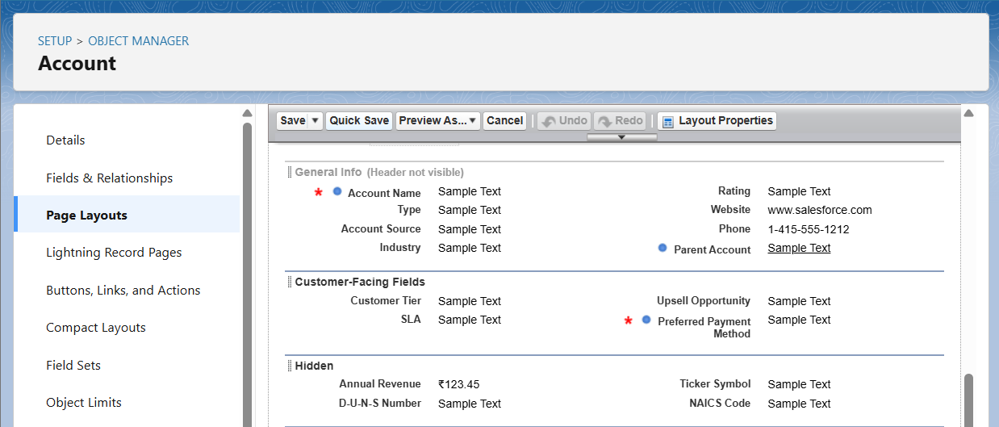 SETUP > OBJECT MANAGER
Account
Details
Fields & Relationships
Page Layouts
Lightning Record Pages
Buttons, Links, and Actions
Compact Layouts
Field Sets
Object Limits
Save Quick Save Preview As... Cancel Undo Redo Layout Properties
General Info (Header not visible)
* Account Name Sample Text Rating Sample Text
Type Sample Text Website www.salesforce.com
Account Source Sample Text Phone 1-415-555-1212
Industry Sample Text Parent Account Sample Text
Customer-Facing Fields
Customer Tier Sample Text Upsell Opportunity Sample Text
SLA Sample Text * Preferred Payment Sample Text
Method
Hidden
Annual Revenue ₹123.45 Ticker Symbol Sample Text
D-U-N-S Number Sample Text NAICS Code Sample Text